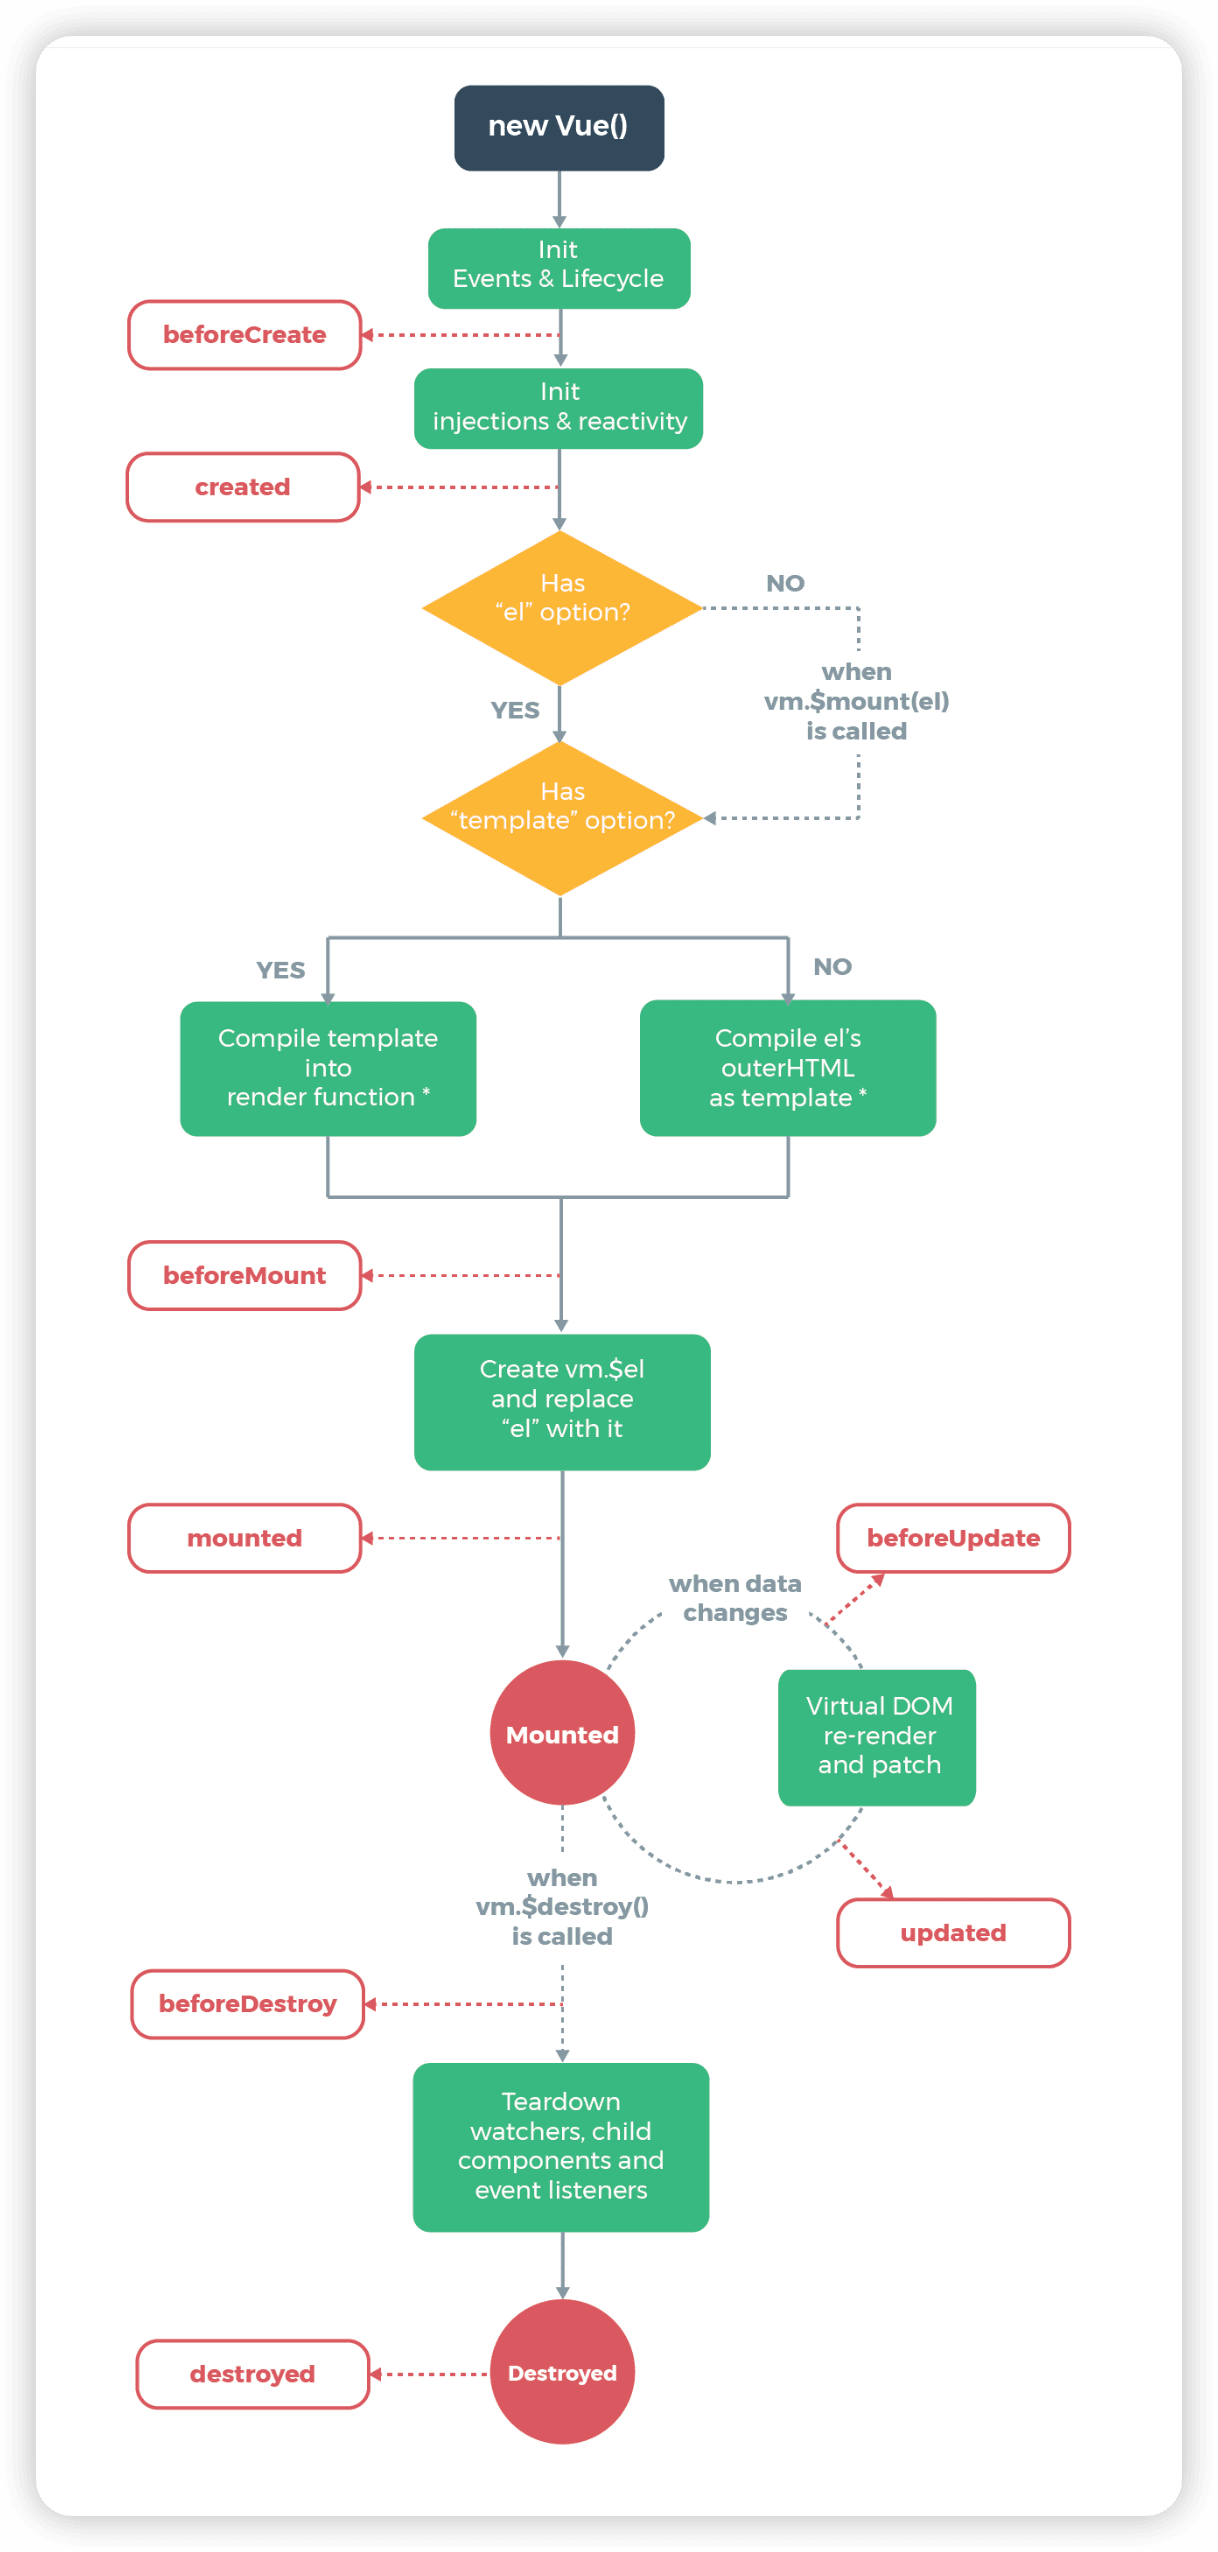 new Vue()
Init
Events & Lifecycle
beforeCreate
Init
injections & reactivity
created
Has
“el” option?
NO
when
vm.$mount(el)
is called
YES
Has
“template” option?
YES
NO
Compile template
into
render function *
Compile el’s
outerHTML
as template *
beforeMount
Create vm.$el
and replace
“el” with it
mounted
beforeUpdate
when data
changes
Mounted
Virtual DOM
re-render
and patch
when
vm.$destroy()
is called
updated
beforeDestroy
Teardown
watchers, child
components and
event listeners
destroyed
Destroyed